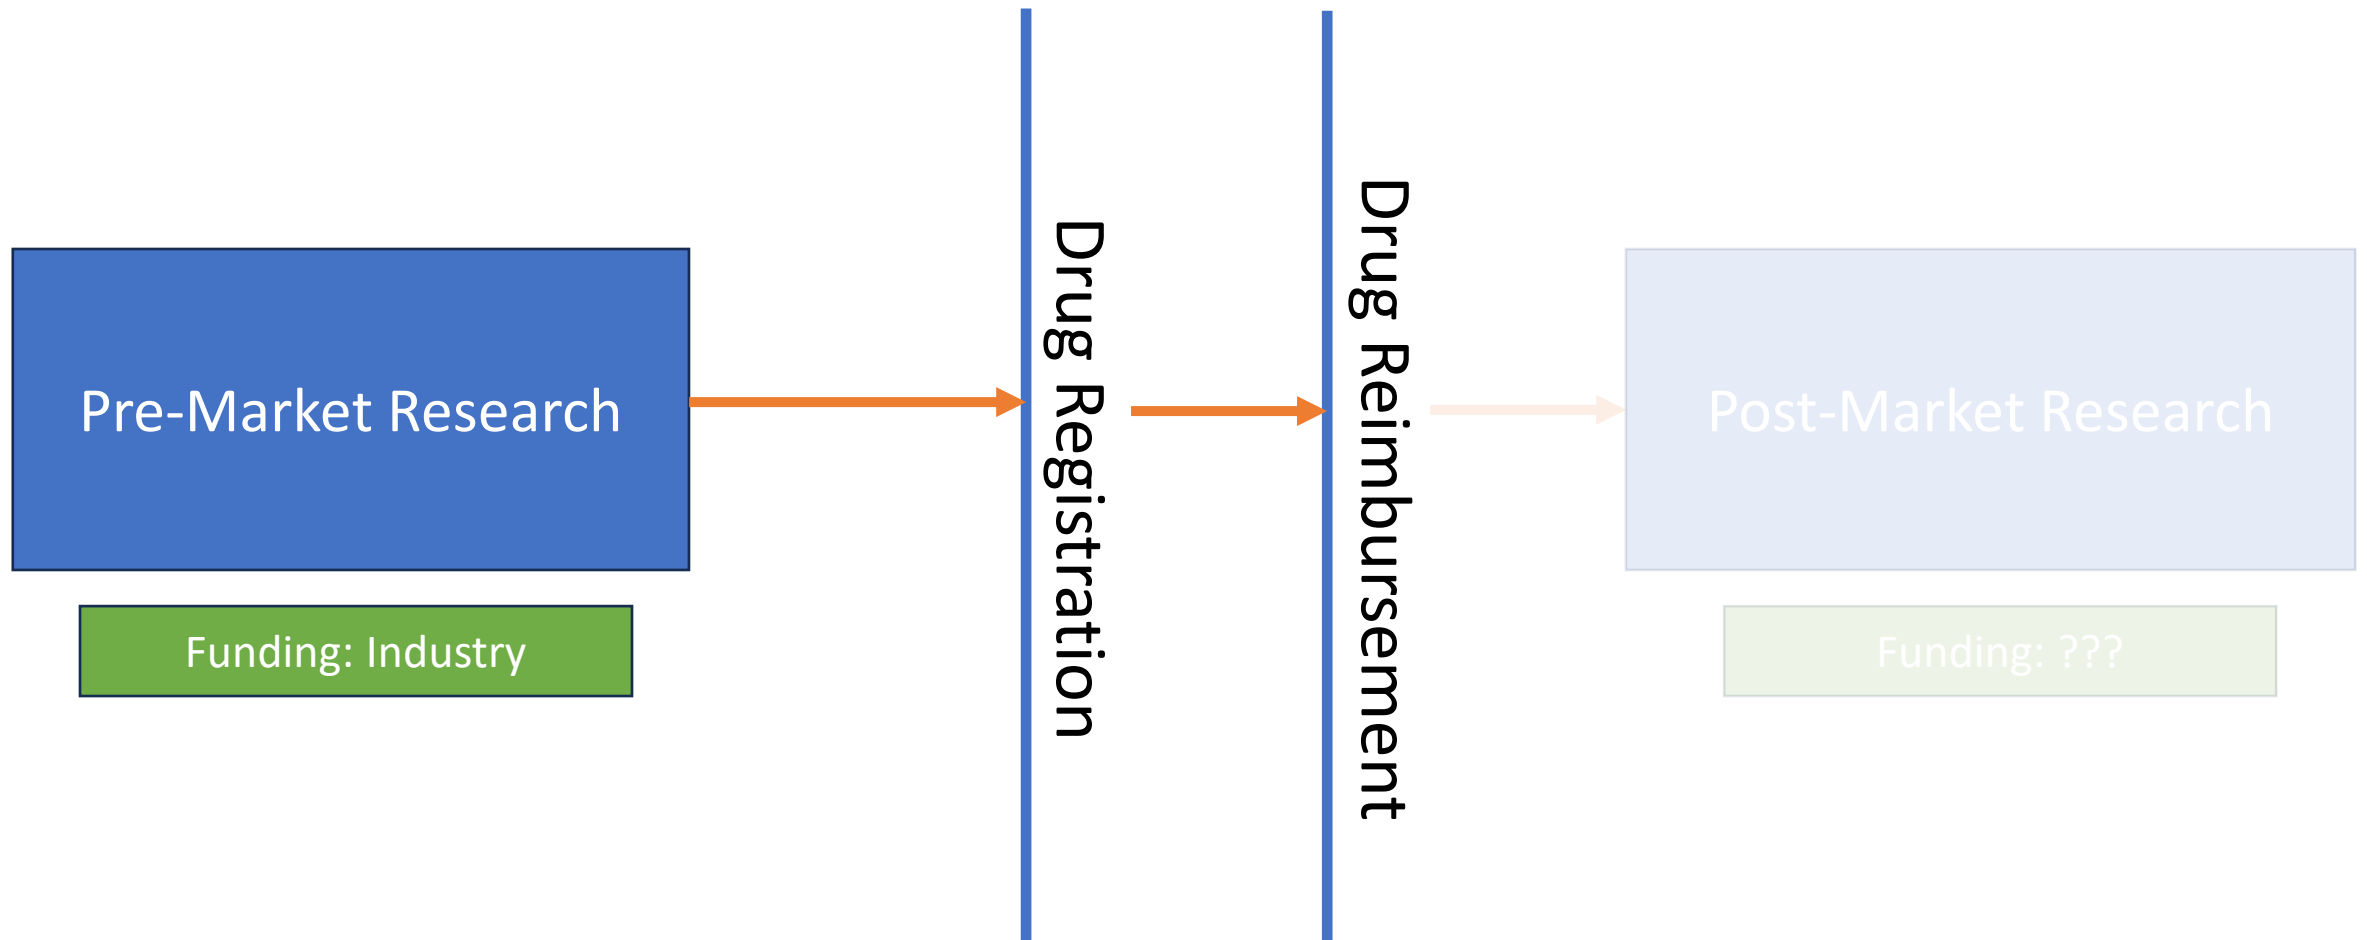 Pre-Market Research
Funding: Industry
Drug Registration
Drug Reimbursement
Post-Market Research
Funding: ???